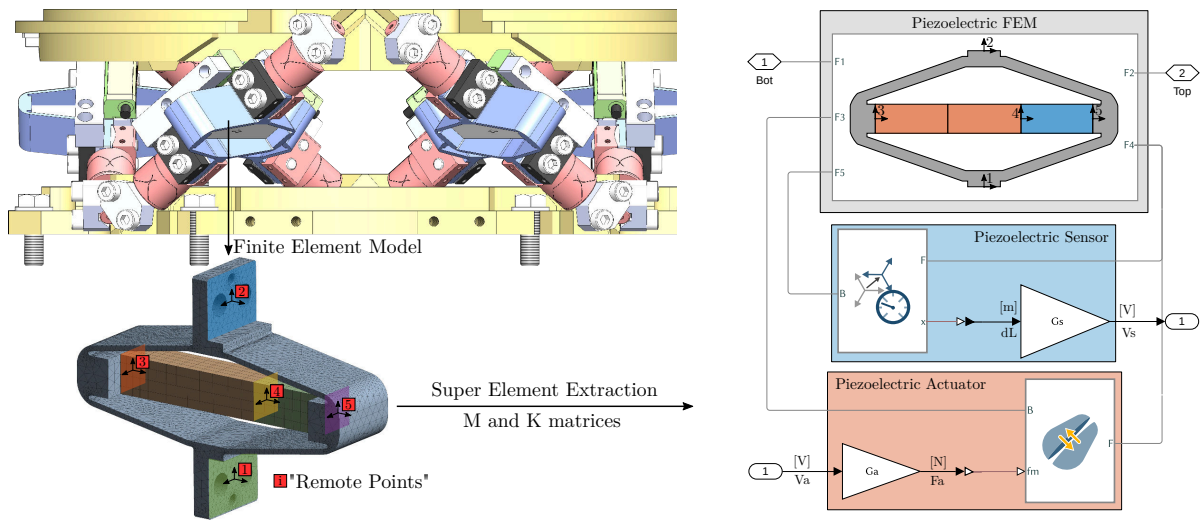 Finite Element Model
2
3
4
5
1
i "Remote Points"
Super Element Extraction
M and K matrices
Piezoelectric FEM
1
Bot
F1
F3
F5
2
3
4
5
1
F2
F4
2
Top
Piezoelectric Sensor
B
F
x
[m]
dL
Gs
[V]
Vs
1
Piezoelectric Actuator
1
[V]
Va
Ga
[N]
Fa
B
fm
F